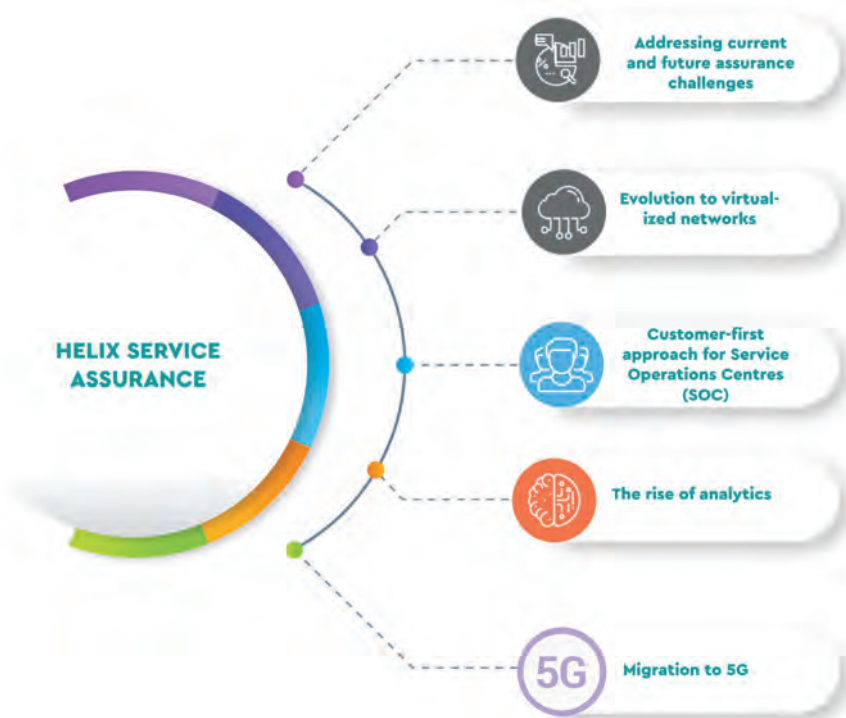 Addressing current
and future assurance
challenges
Evolution to virtual-
ized networks
HELIX SERVICE
ASSURANCE
Customer-first
approach for Service
Operations Centres
(SOC)
The rise of analytics
5G
Migration to 5G